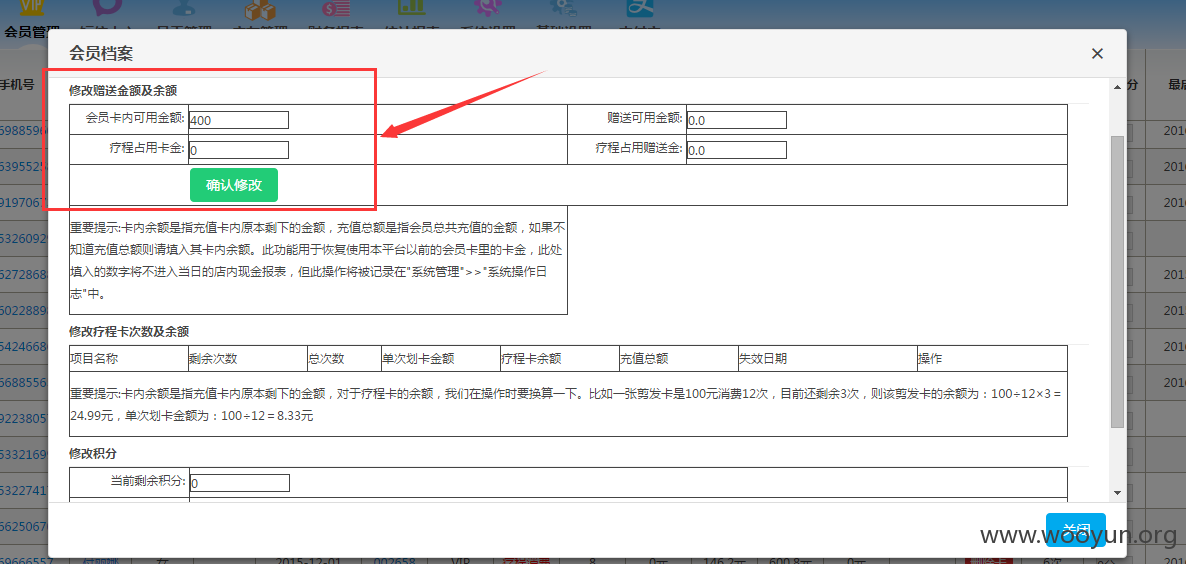 VIP
会员管理
会员档案
×
手机号
分
最后
修改赠送金额及余额
会员卡内可用金额: 400 赠送可用金额: 0.0
疗程占用卡金: 0 疗程占用赠送金: 0.0
确认修改
重要提示:卡内余额是指充值卡内原本剩下的金额，充值总额是指会员总共充值的金额，如果不
知道充值总额则请填入其卡内余额。此功能用于恢复使用本平台以前的会员卡里的卡金，此处
填入的数字将不进入当日的店内现金报表，但此操作将被记录在"系统管理">>"系统操作日
志"中。
修改疗程卡次数及余额
项目名称 剩余次数 总次数 单次划卡金额 疗程卡余额 充值总额 失效日期 操作
重要提示:卡内余额是指充值卡内原本剩下的金额，对于疗程卡的余额，我们在操作时要换算一下。比如一张剪发卡是100元消费12次，目前还剩余3次，则该剪发卡的余额为：100÷12×3＝
24.99元，单次划卡金额为：100÷12＝8.33元
修改积分
当前剩余积分: 0
关闭
www.wooyun.org